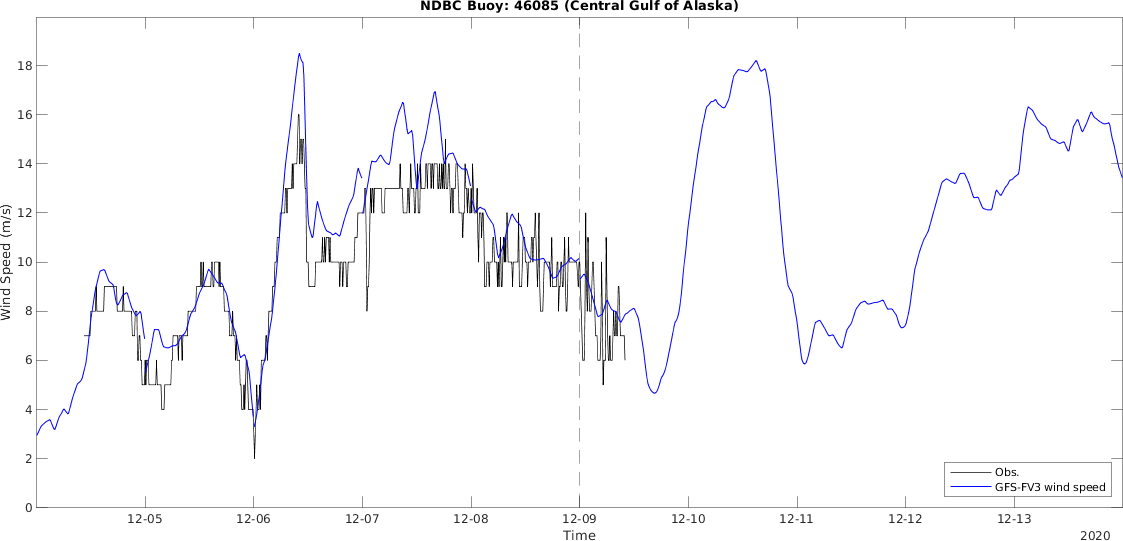 NDBC Buoy: 46085 (Central Gulf of Alaska)
Wind Speed (m/s)
18
16
14
12
10
8
6
4
2
0
Obs.
GFS-FV3 wind speed
12-05 12-06 12-07 12-08 12-09 12-10 12-11 12-12 12-13
Time
2020